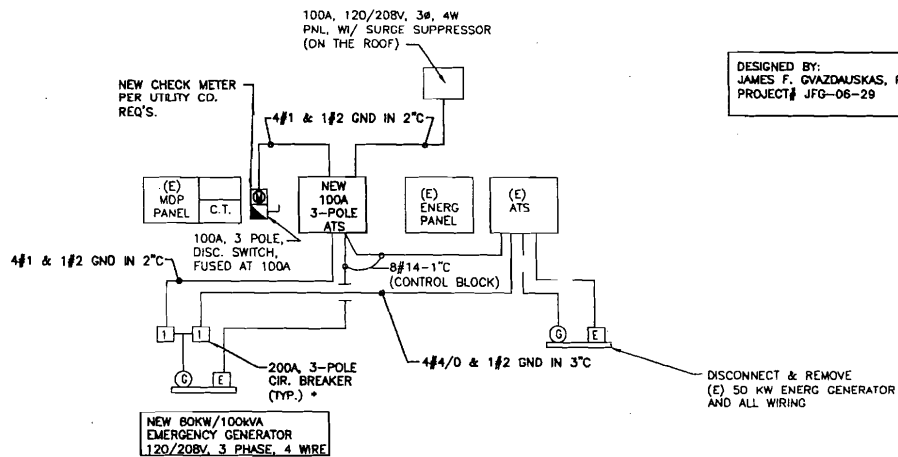 100A, 120/208V, 3ø, 4W
PNL, W/ SURGE SUPPRESSOR
(ON THE ROOF)
DESIGNED BY:
JAMES F. GVAZDAUSKAS, P
PROJECT# JFG-06-29
NEW CHECK METER
PER UTILITY CO.
REQ'S.
4#1 & 1#2 GND IN 2"C
(E)
MDP
PANEL
C.T.
M
NEW
100A
3-POLE
ATS
(E)
ENERG
PANEL
(E)
ATS
100A, 3 POLE,
DISC. SWITCH,
FUSED AT 100A
4#1 & 1#2 GND IN 2"C
8#14-1"C
(CONTROL BLOCK)
1
1
G
E
200A, 3-POLE
CIR. BREAKER
(TYP.) *
4#4/0 & 1#2 GND IN 3"C
G
E
DISCONNECT & REMOVE
(E) 50 KW ENERG GENERATOR
AND ALL WIRING
NEW 80KW/100kVA
EMERGENCY GENERATOR
120/208V, 3 PHASE, 4 WIRE